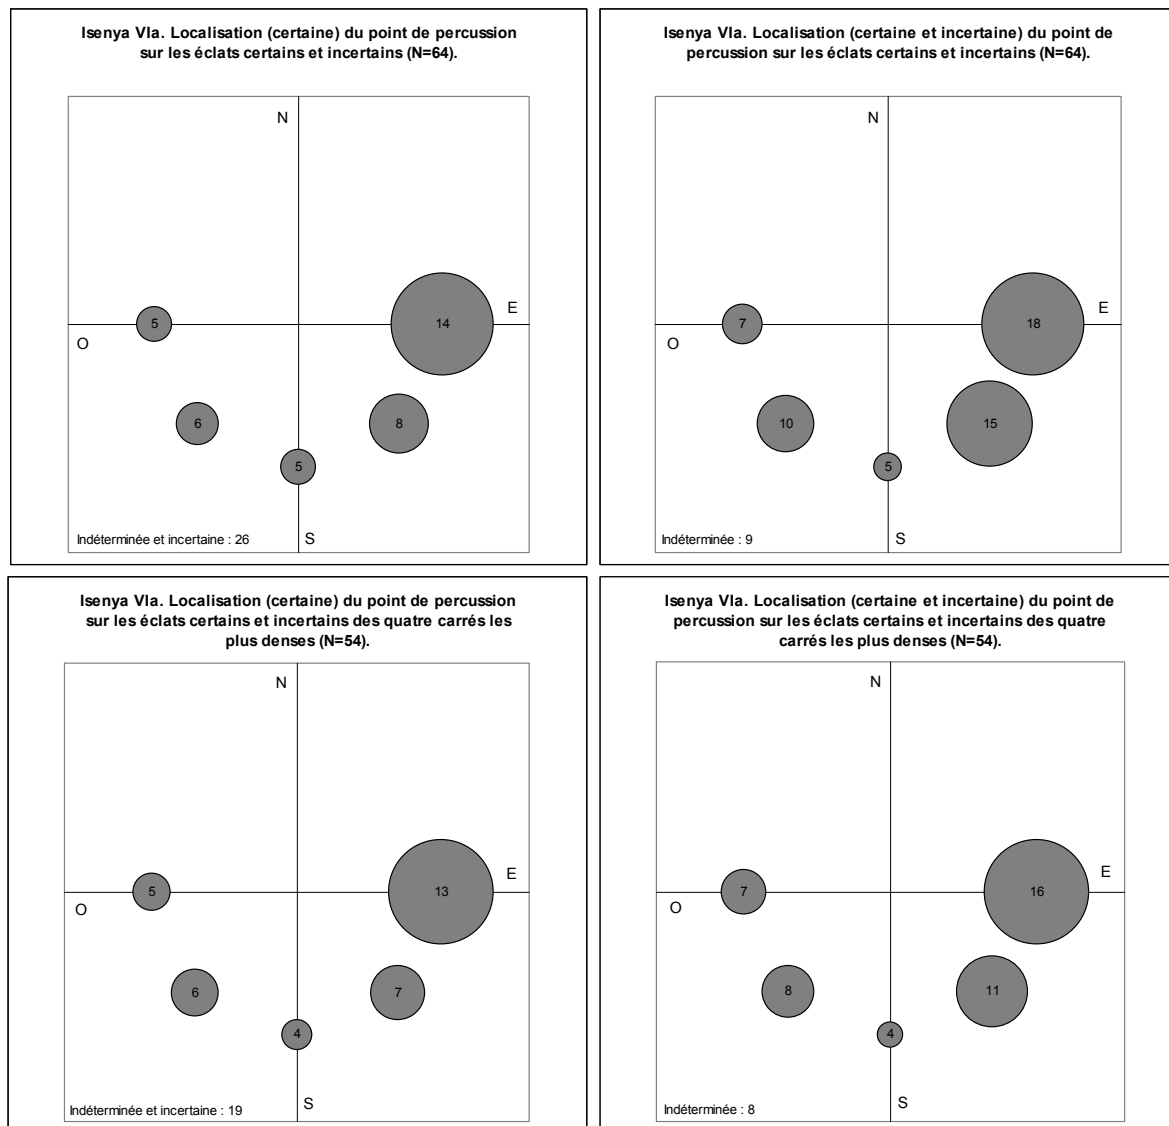 Isenya VIa. Localisation (certaine) du point de percussion
sur les éclats certains et incertains (N=64).
N
E
14
5
O
6
8
5
Indéterminée et incertaine : 26
S
Isenya VIa. Localisation (certaine et incertaine) du point de
percussion sur les éclats certains et incertains (N=64).
N
E
18
7
O
10
15
5
Indéterminée : 9
S
Isenya VIa. Localisation (certaine) du point de percussion
sur les éclats certains et incertains des quatre carrés les
plus denses (N=54).
N
E
13
5
O
6
7
4
Indéterminée et incertaine : 19
S
Isenya VIa. Localisation (certaine et incertaine) du point de
percussion sur les éclats certains et incertains des quatre
carrés les plus denses (N=54).
N
E
16
7
O
8
11
4
Indéterminée : 8
S